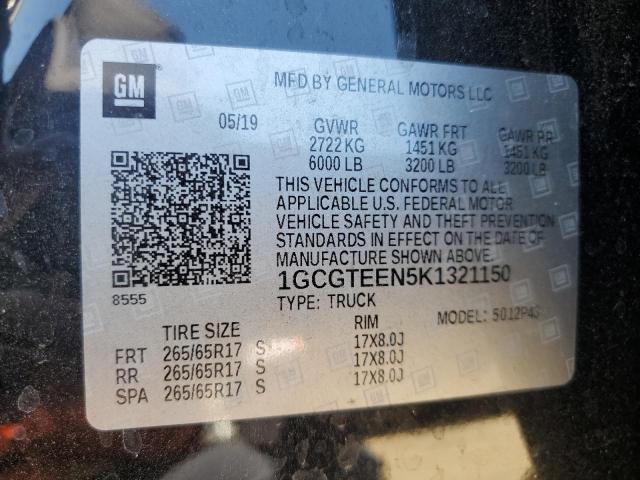 GM
MFD BY GENERAL MOTORS LLC
05/19 GVWR GAWR FRT GAWR RR
2722 KG 1451 KG 1451 KG
6000 LB 3200 LB 3200 LB
THIS VEHICLE CONFORMS TO ALL
APPLICABLE U.S. FEDERAL MOTOR
VEHICLE SAFETY AND THEFT PREVENTION
STANDARDS IN EFFECT ON THE DATE OF
MANUFACTURE SHOWN ABOVE.
8555 1GCGTEEN5K1321150
TYPE: TRUCK
MODEL: 5012P43
TIRE SIZE RIM
FRT 265/65R17 S 17X8.0J
RR 265/65R17 S 17X8.0J
SPA 265/65R17 S 17X8.0J